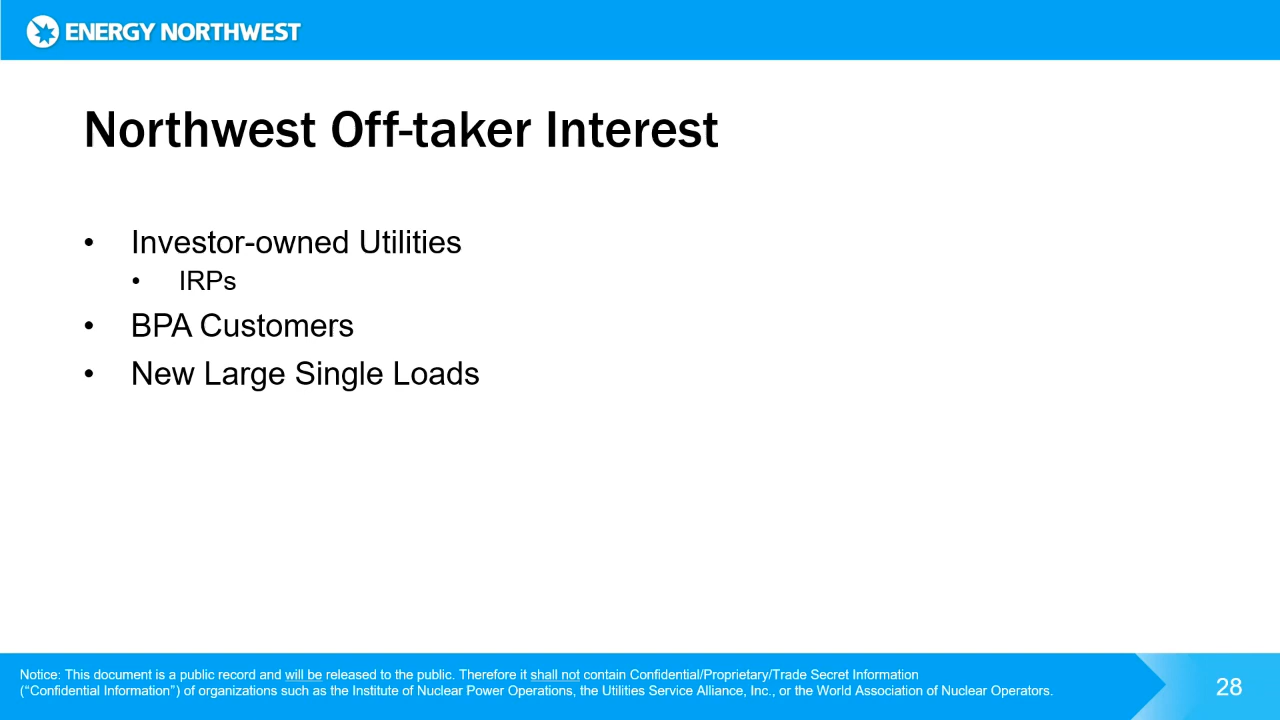 ENERGY NORTHWEST
Northwest Off-taker Interest
• Investor-owned Utilities
• IRPs
• BPA Customers
• New Large Single Loads
Notice: This document is a public record and will be released to the public. Therefore it shall not contain Confidential/Proprietary/Trade Secret Information
(“Confidential Information”) of organizations such as the Institute of Nuclear Power Operations, the Utilities Service Alliance, Inc., or the World Association of Nuclear Operators.
28